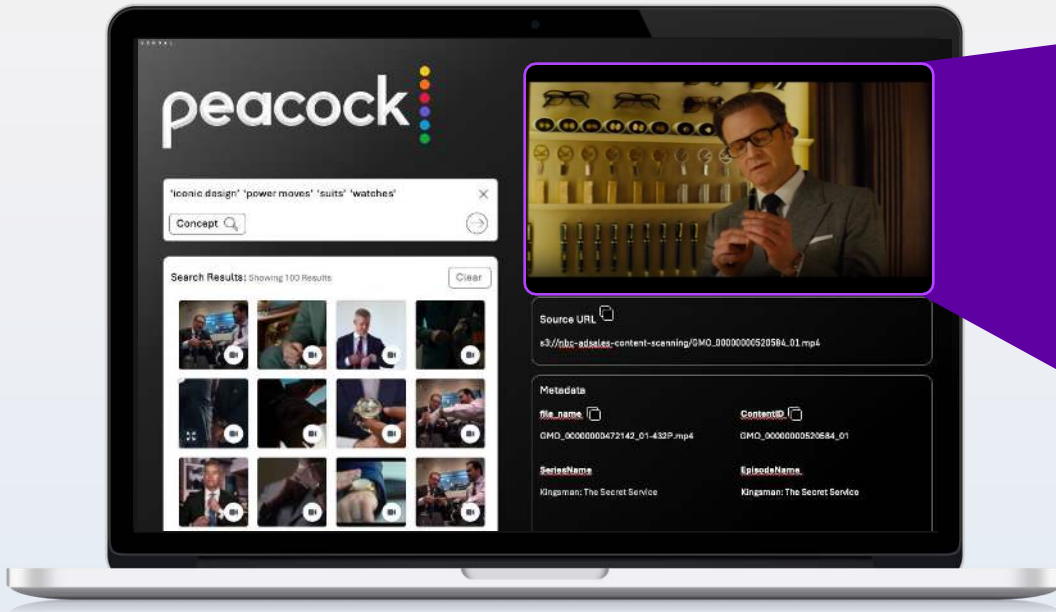 peacock
'iconic design' 'power moves' 'suits' 'watches'
Concept
Search Results: Showing 100 Results
Clear
Source URL
s3://nbc-adsales-content-scanning/GMO_00000000520584_01.mp4
Metadata
file_name
ContentID
GMO_00000000472142_01-432P.mp4
GMO_00000000520584_01
SeriesName
EpisodeName
Kingsman: The Secret Service
Kingsman: The Secret Service